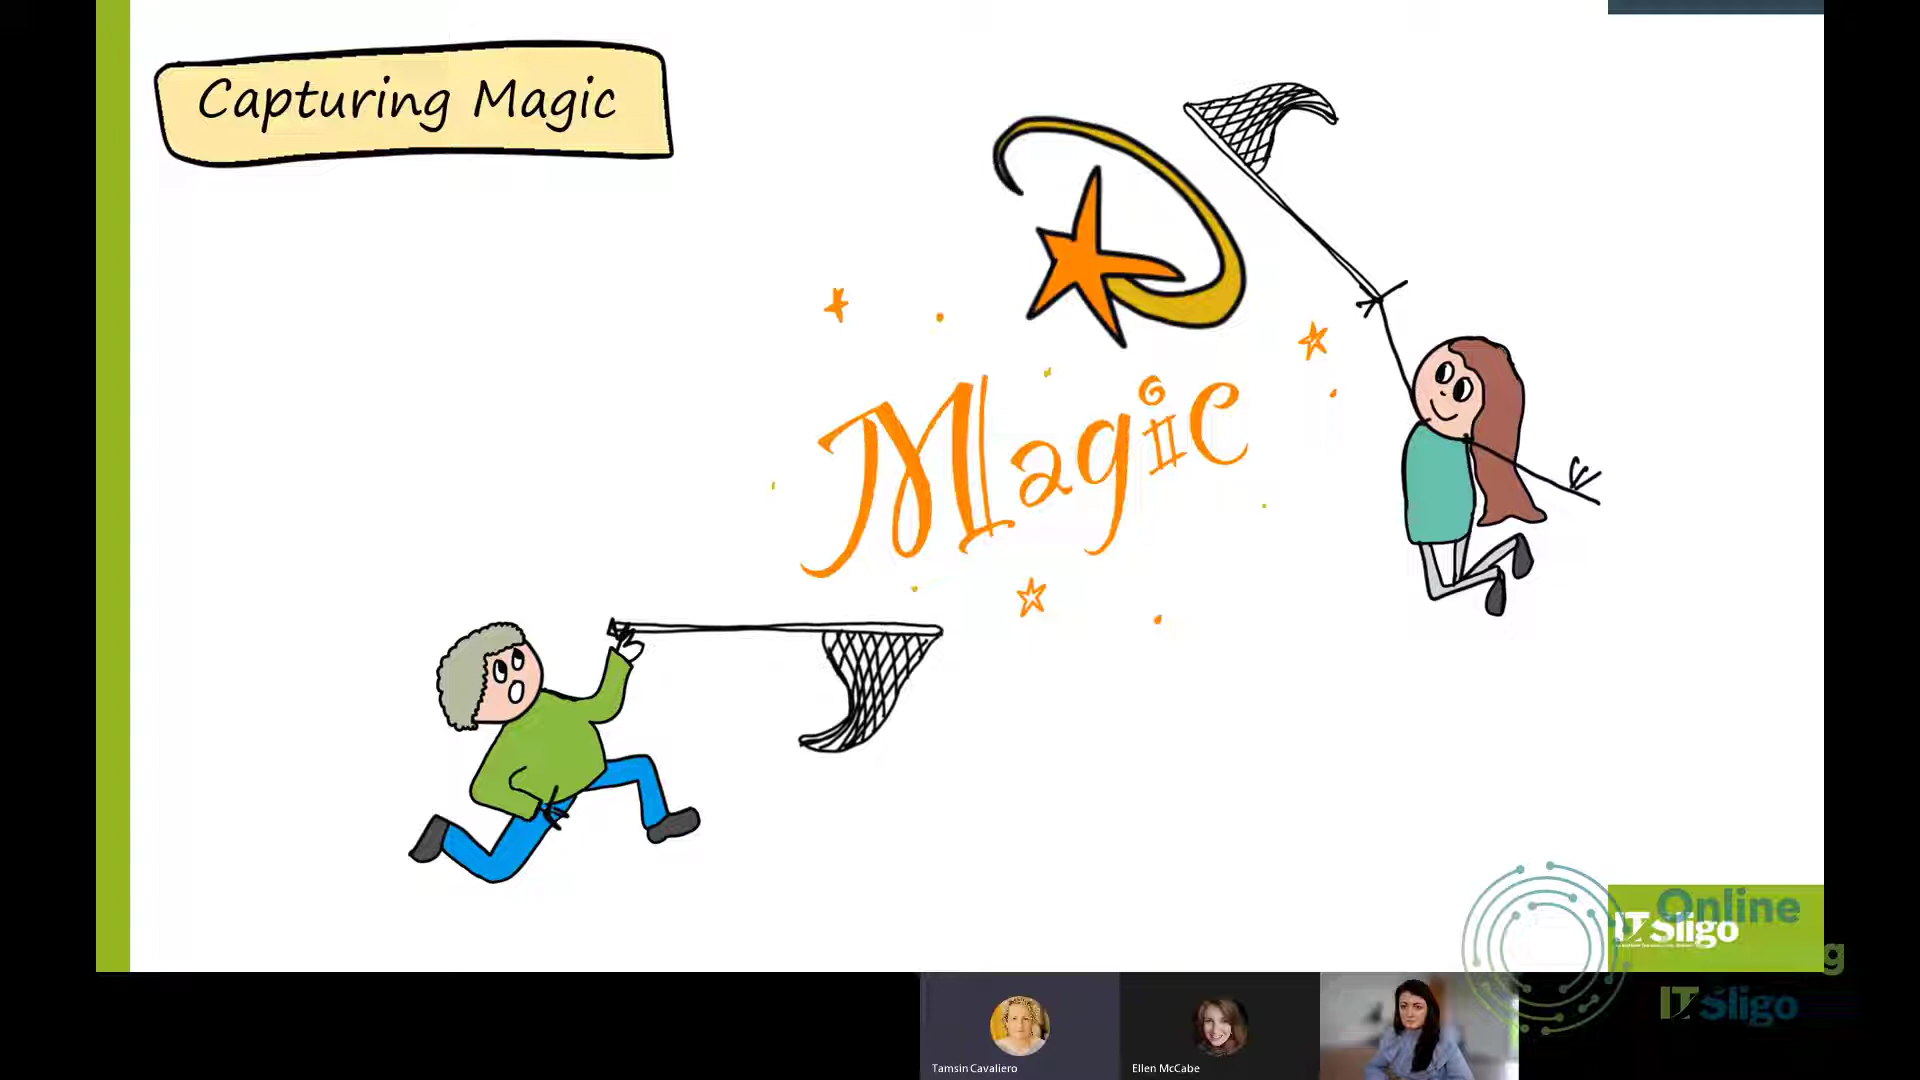 Capturing Magic
Magic
Online
IT Sligo
g
IT Sligo
Tamsin Cavaliero
Ellen McCabe